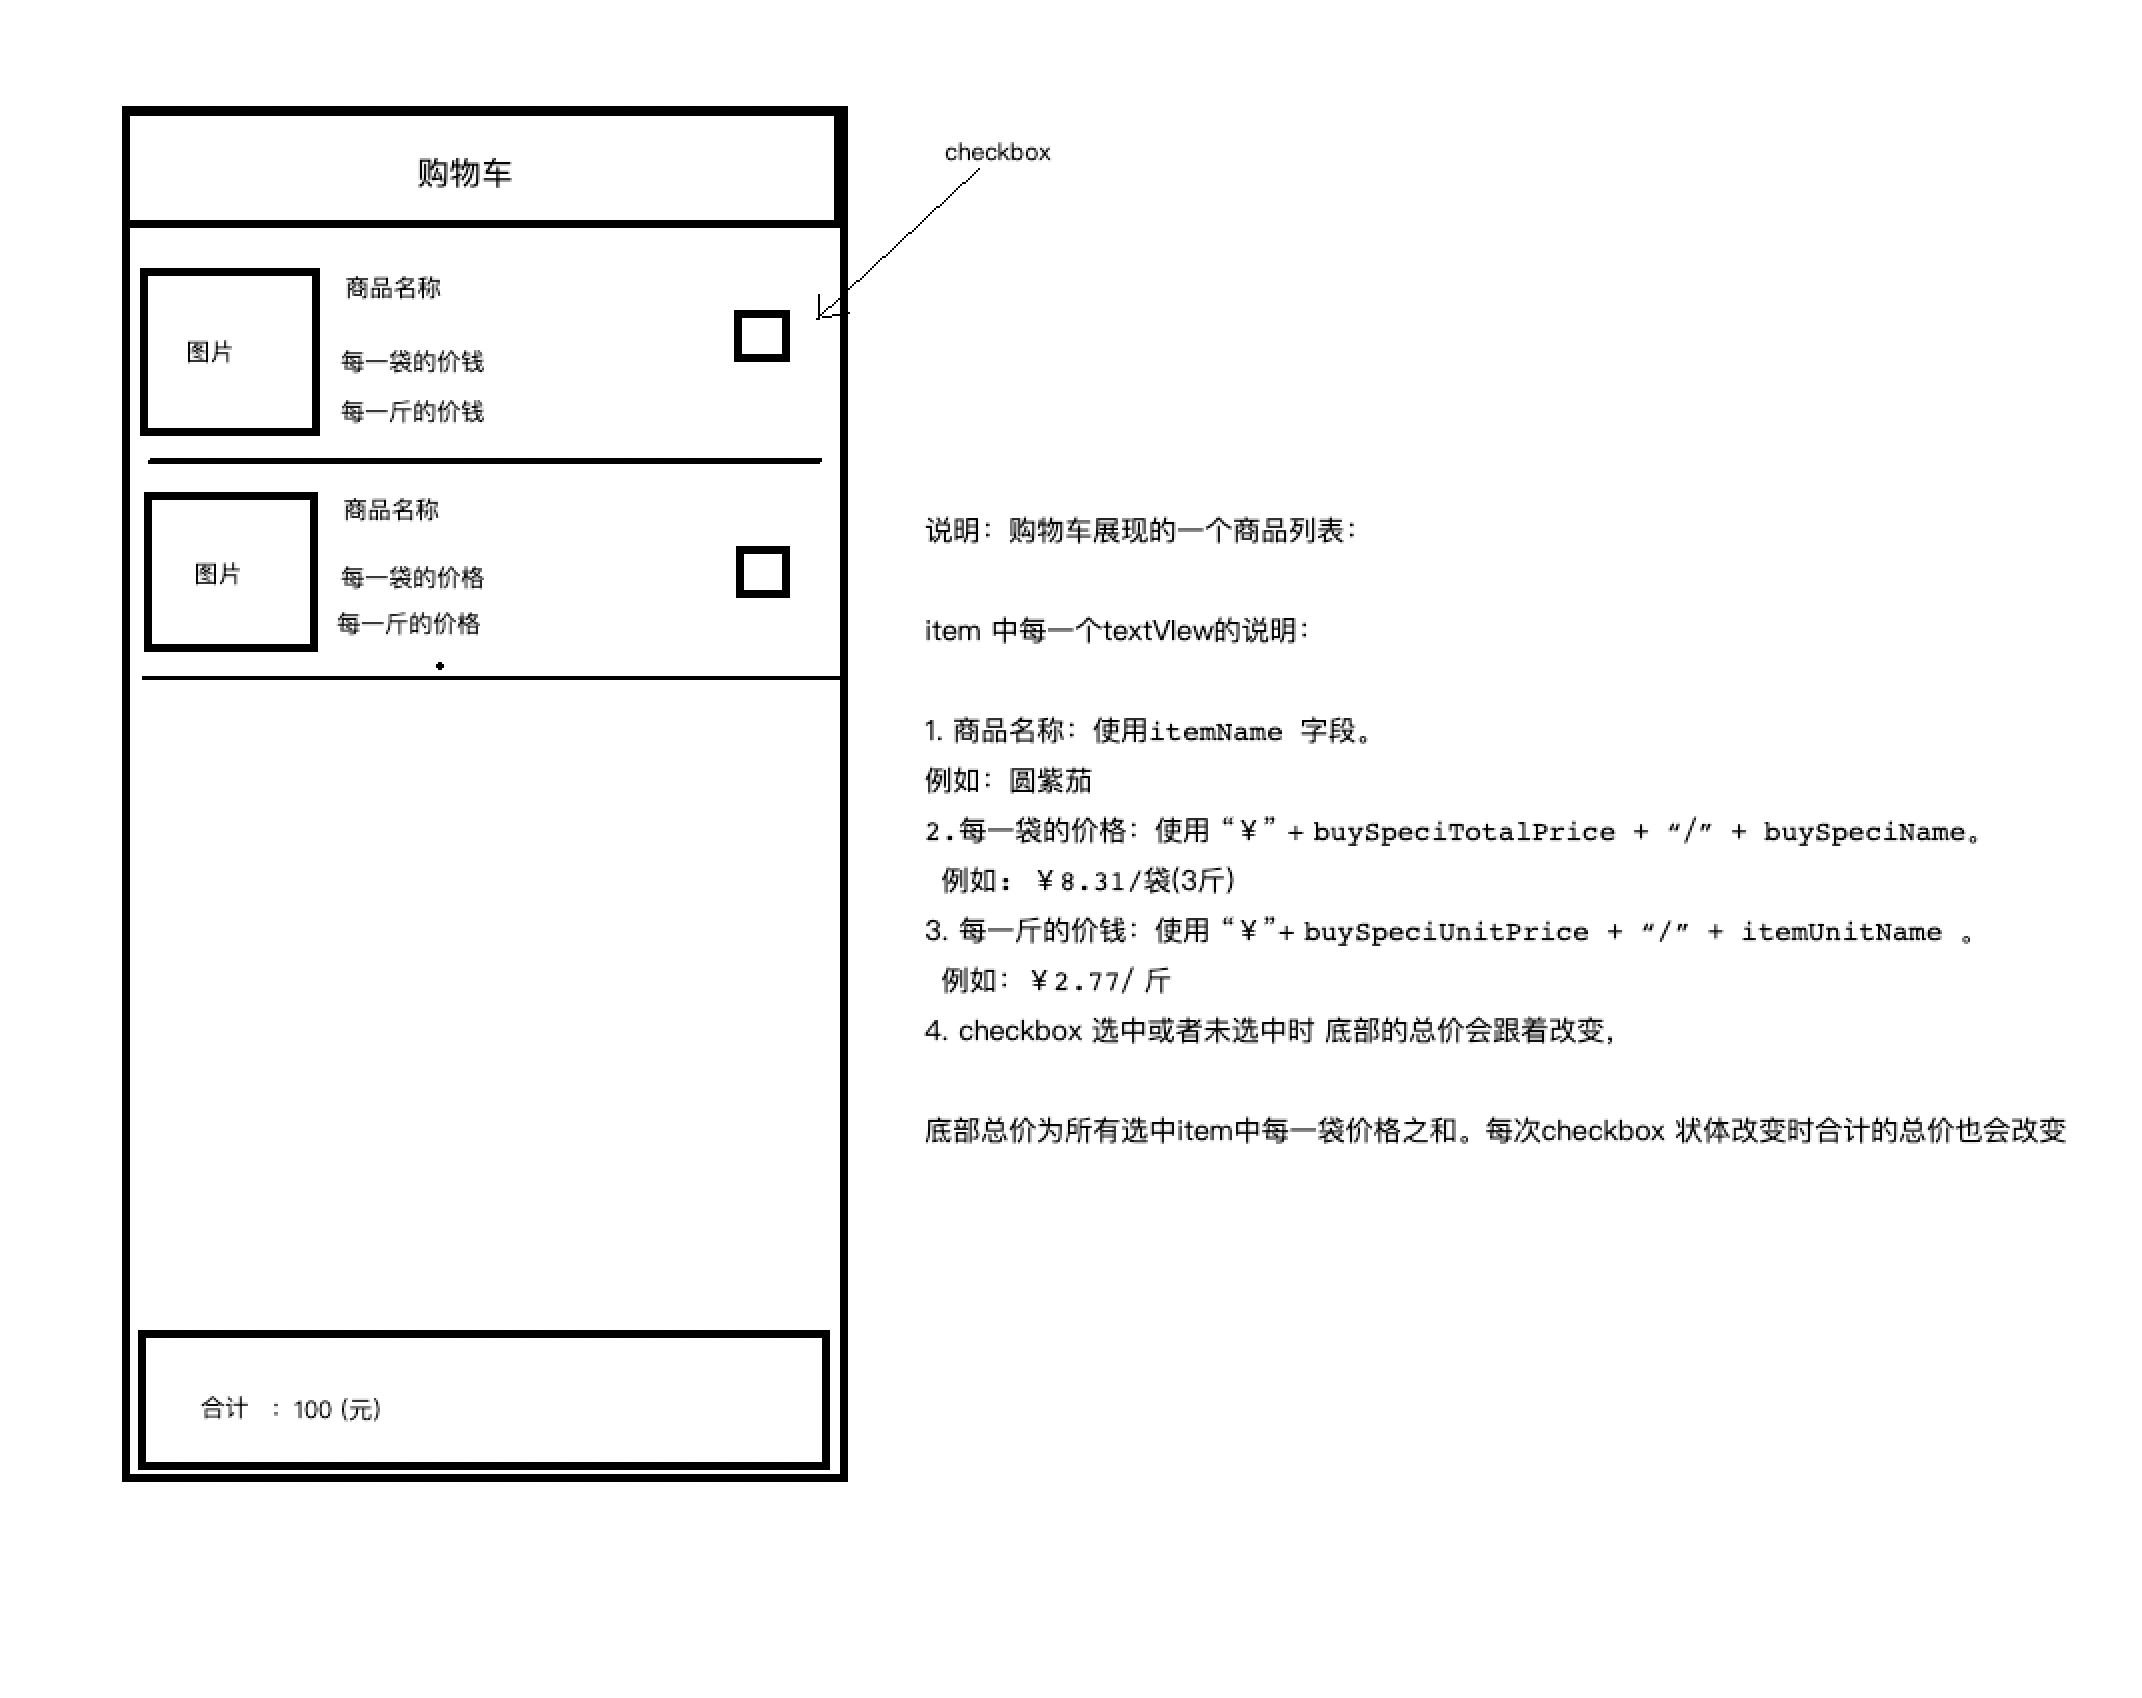 购物车
checkbox
商品名称
图片
每一袋的价钱
每一斤的价钱
商品名称
图片
每一袋的价格
每一斤的价格
合计 : 100 (元)
说明：购物车展现的一个商品列表：
item 中每一个textVIew的说明：
1. 商品名称：使用itemName 字段。
例如：圆紫茄
2.每一袋的价格：使用 “¥” + buySpeciTotalPrice + “/” + buySpeciName。
例如： ¥8.31/袋(3斤)
3. 每一斤的价钱：使用 “¥”+ buySpeciUnitPrice + “/” + itemUnitName 。
例如：¥2.77/ 斤
4. checkbox 选中或者未选中时 底部的总价会跟着改变，
底部总价为所有选中item中每一袋价格之和。每次checkbox 状体改变时合计的总价也会改变